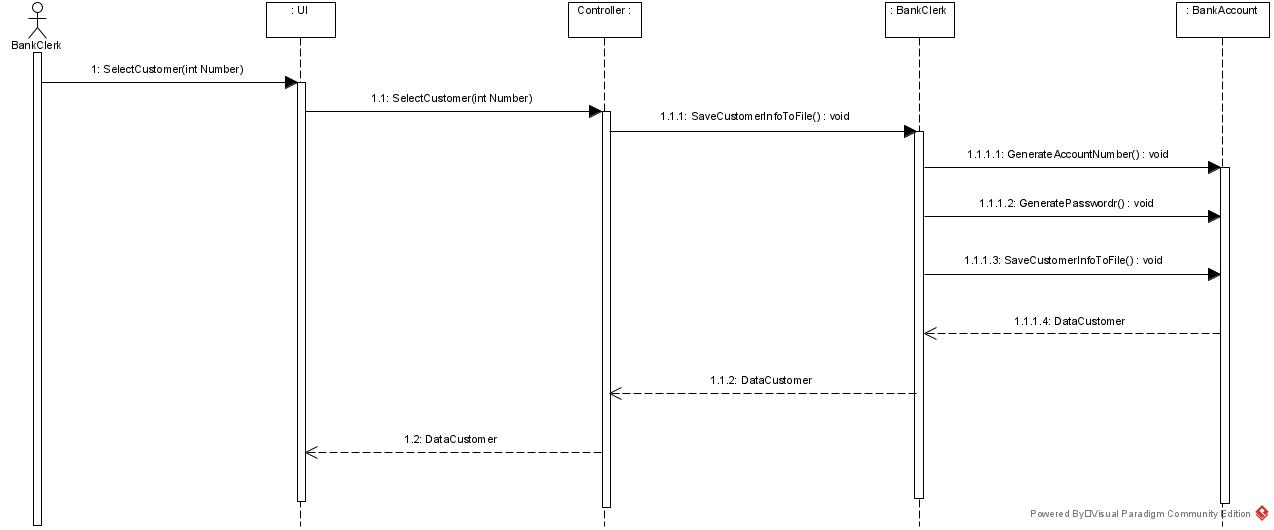 : UI
Controller :
: BankClerk
: BankAccount
BankClerk
1: SelectCustomer(int Number)
1.1: SelectCustomer(int Number)
1.1.1: SaveCustomerInfoToFile() : void
1.1.1.1: GenerateAccountNumber() : void
1.1.1.2: GeneratePasswordr() : void
1.1.1.3: SaveCustomerInfoToFile() : void
1.1.1.4: DataCustomer
1.1.2: DataCustomer
1.2: DataCustomer
Powered By□Visual Paradigm Community Edition